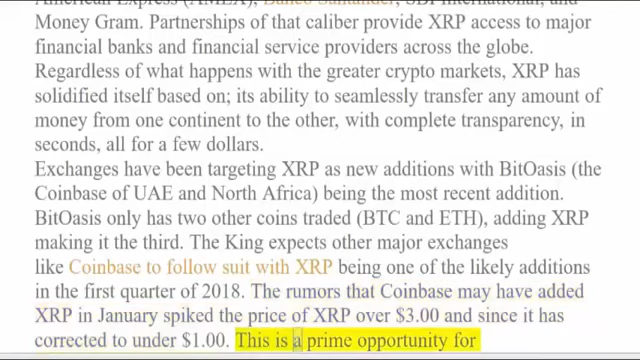 American Express (AMEX), Banco Santander, SBI International, and
Money Gram. Partnerships of that caliber provide XRP access to major
financial banks and financial service providers across the globe.
Regardless of what happens with the greater crypto markets, XRP has
solidified itself based on; its ability to seamlessly transfer any amount of
money from one continent to the other, with complete transparency, in
seconds, all for a few dollars.
Exchanges have been targeting XRP as new additions with BitOasis (the
Coinbase of UAE and North Africa) being the most recent addition.
BitOasis only has two other coins traded (BTC and ETH), adding XRP
making it the third. The King expects other major exchanges
like Coinbase to follow suit with XRP being one of the likely additions
in the first quarter of 2018. The rumors that Coinbase may have added
XRP in January spiked the price of XRP over $3.00 and since it has
corrected to under $1.00. This is a prime opportunity for